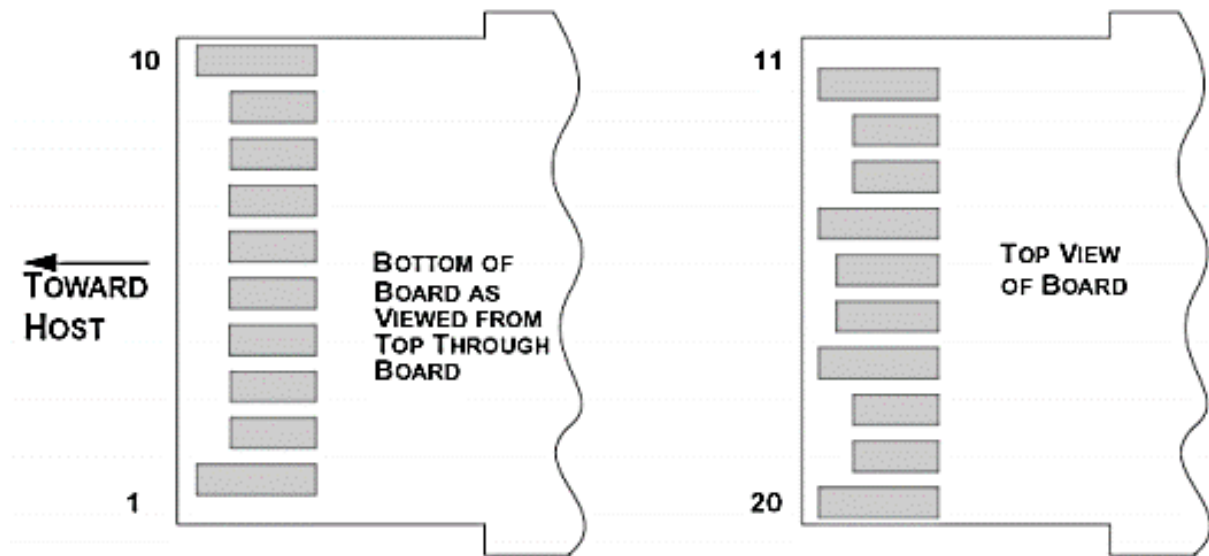 10
1
TOWARD
HOST
BOTTOM OF
BOARD AS
VIEWED FROM
TOP THROUGH
BOARD
11
20
TOP VIEW
OF BOARD